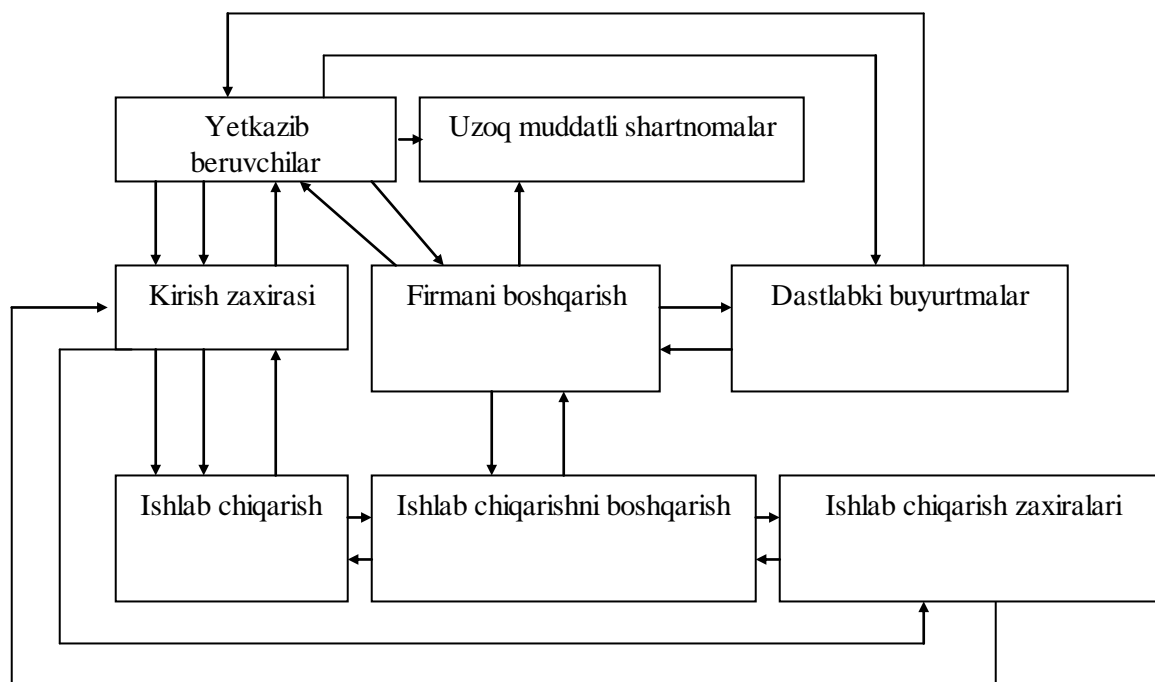 Yetkazib
beruvchilar
Uzoq muddatli shartnomalar
Kirish zaxirasi
Firmani boshqarish
Dastlabki buyurtmalar
Ishlab chiqarish
Ishlab chiqarishni boshqarish
Ishlab chiqarish zaxiralari